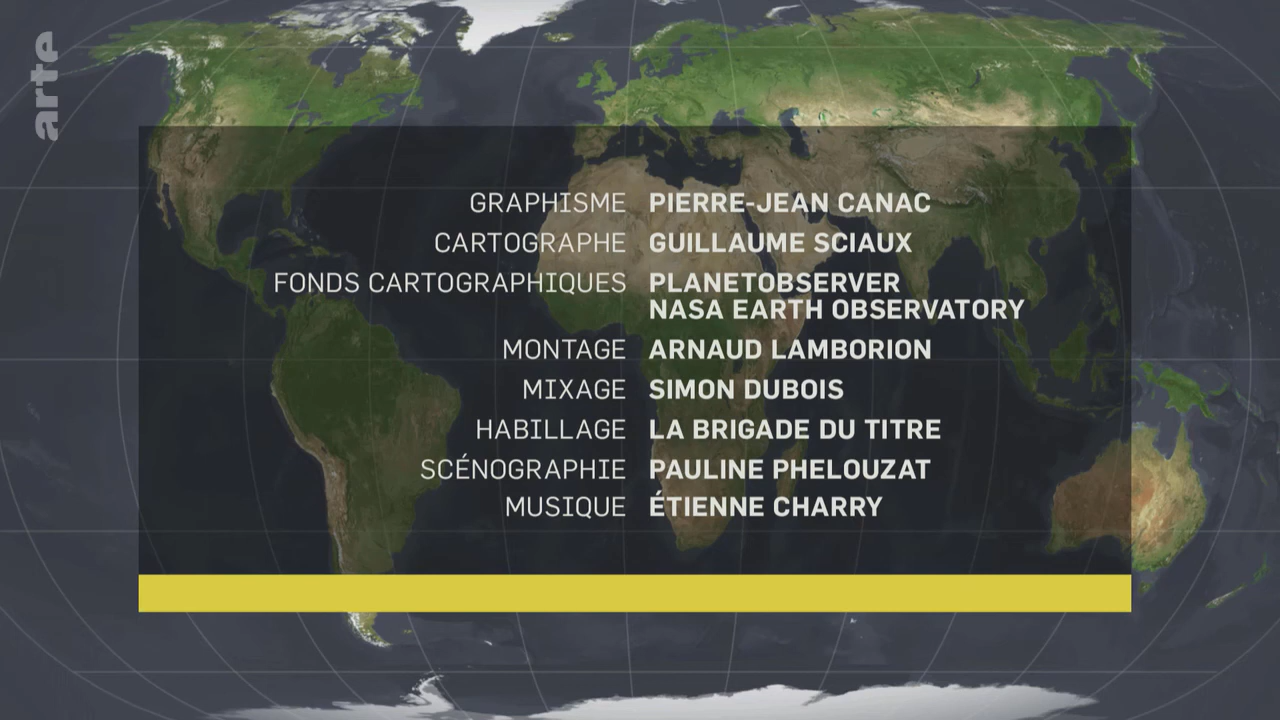 arte
GRAPHISME PIERRE-JEAN CANAC
CARTOGRAPHE GUILLAUME SCIAUX
FONDS CARTOGRAPHIQUES PLANETOBSERVER
NASA EARTH OBSERVATORY
MONTAGE ARNAUD LAMBORION
MIXAGE SIMON DUBOIS
HABILLAGE LA BRIGADE DU TITRE
SCÉNOGRAPHIE PAULINE PHELOUZAT
MUSIQUE ÉTIENNE CHARRY